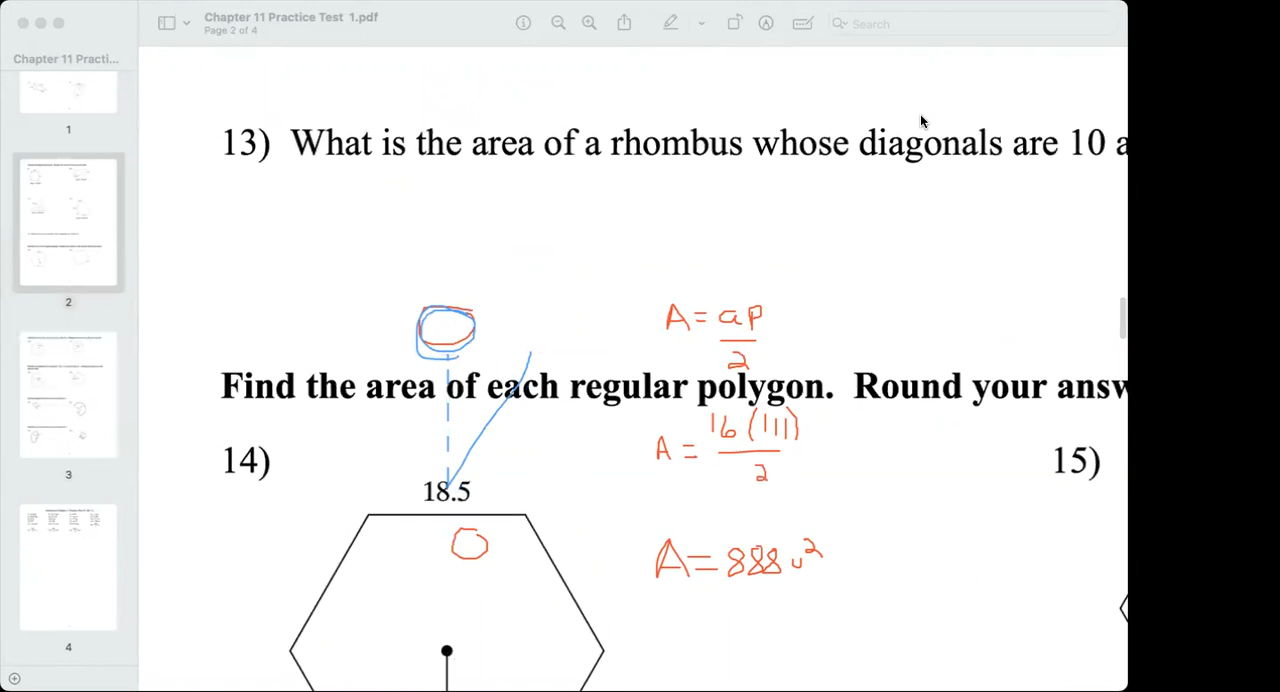 Chapter 11 Practice Test 1.pdf
Page 2 of 4
Search
Chapter 11 Practi...
1
2
3
4
13) What is the area of a rhombus whose diagonals are 10 a
A = ap
2
Find the area of each regular polygon. Round your answ
A = 16 (111)
2
14)
15)
18.5
A = 888 u²